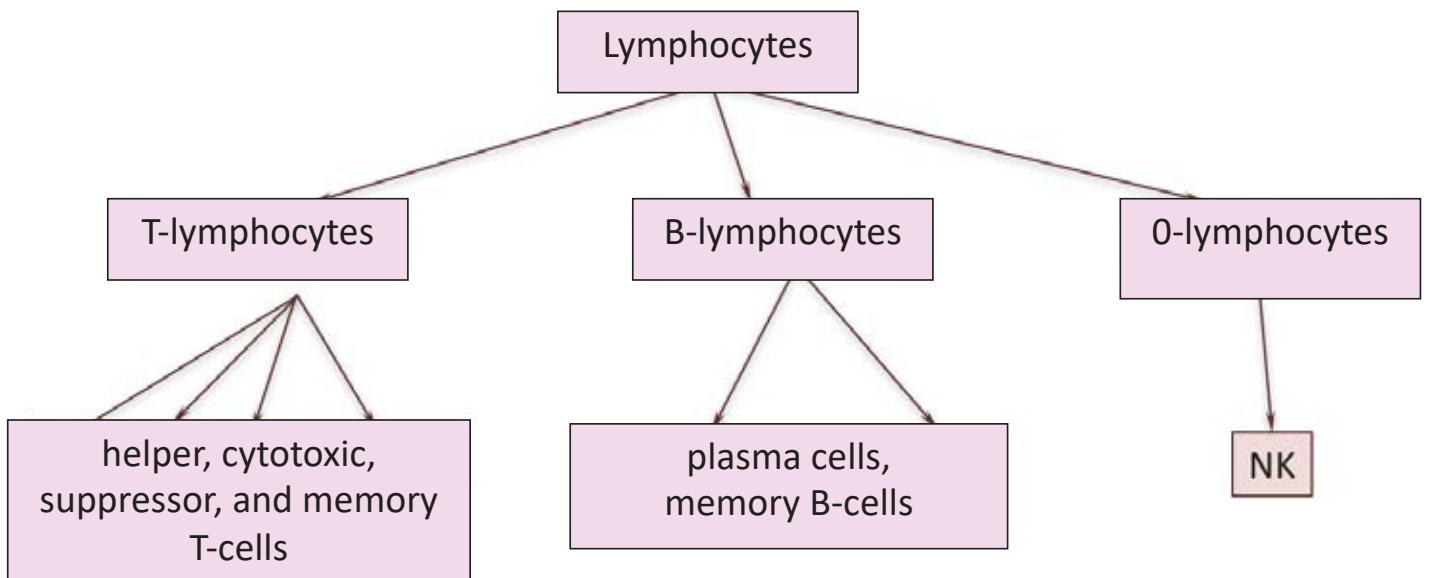 Lymphocytes
T-lymphocytes
B-lymphocytes
0-lymphocytes
helper, cytotoxic,
suppressor, and memory
T-cells
plasma cells,
memory B-cells
NK